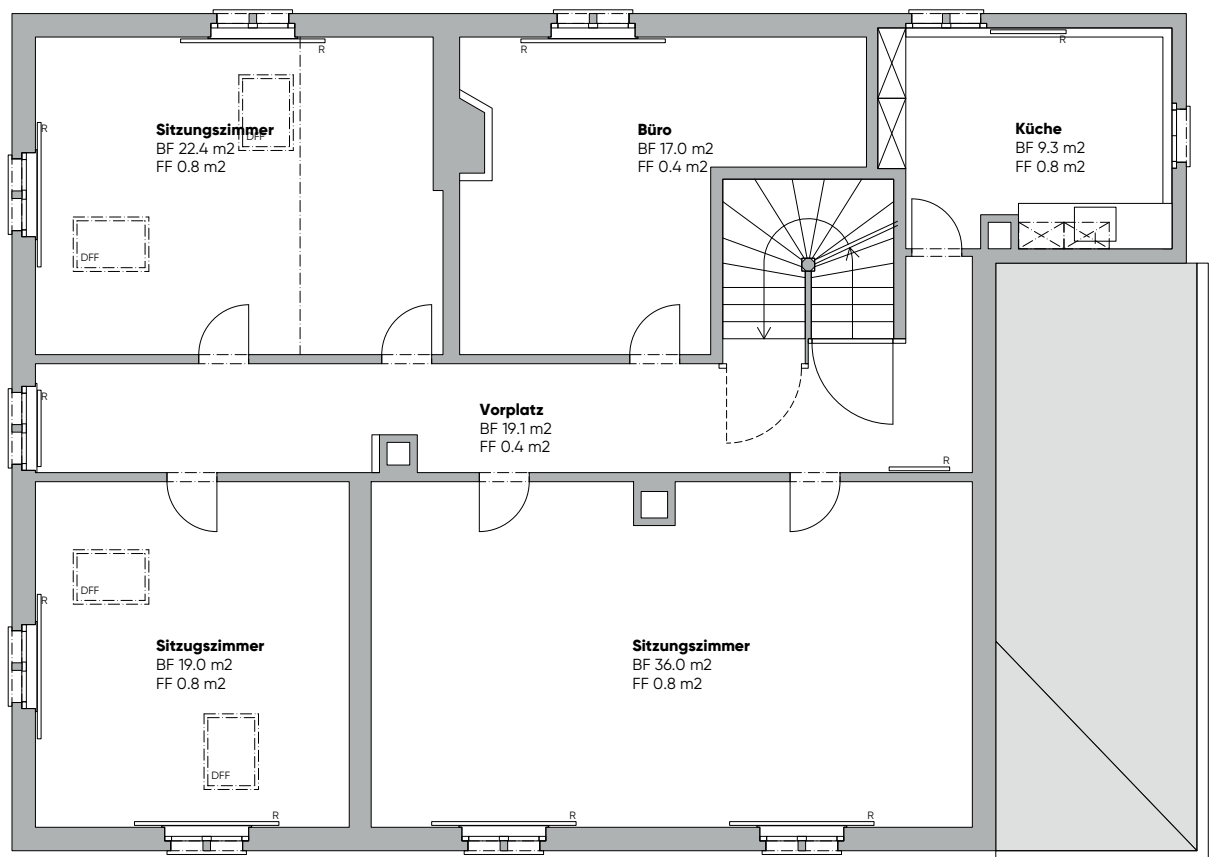 R
R
R
R
Sitzungszimmer
BF 22.4 m2
FF 0.8 m2
DFF
DFF
Büro
BF 17.0 m2
FF 0.4 m2
Küche
BF 9.3 m2
FF 0.8 m2
R
Vorplatz
BF 19.1 m2
FF 0.4 m2
R
DFF
R
Sitzugszimmer
BF 19.0 m2
FF 0.8 m2
DFF
Sitzungszimmer
BF 36.0 m2
FF 0.8 m2
R
R
R